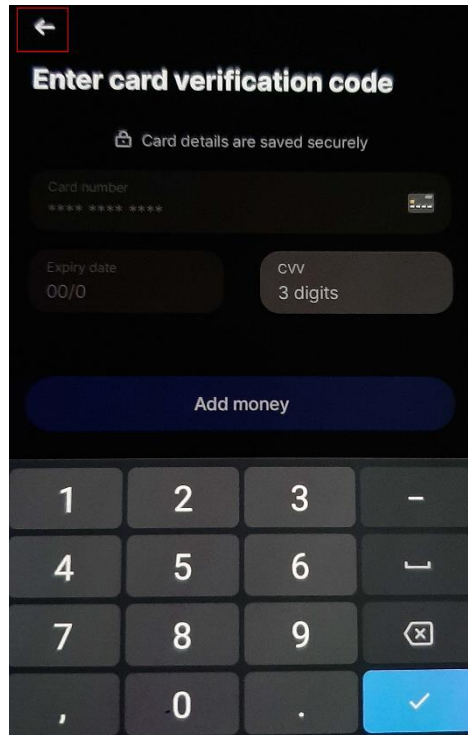 Enter card verification code
Card details are saved securely
Card number
**** **** ****
Expiry date
00/0
CVV
3 digits
Add money
1 2 3 -
4 5 6
7 8 9
, 0 .